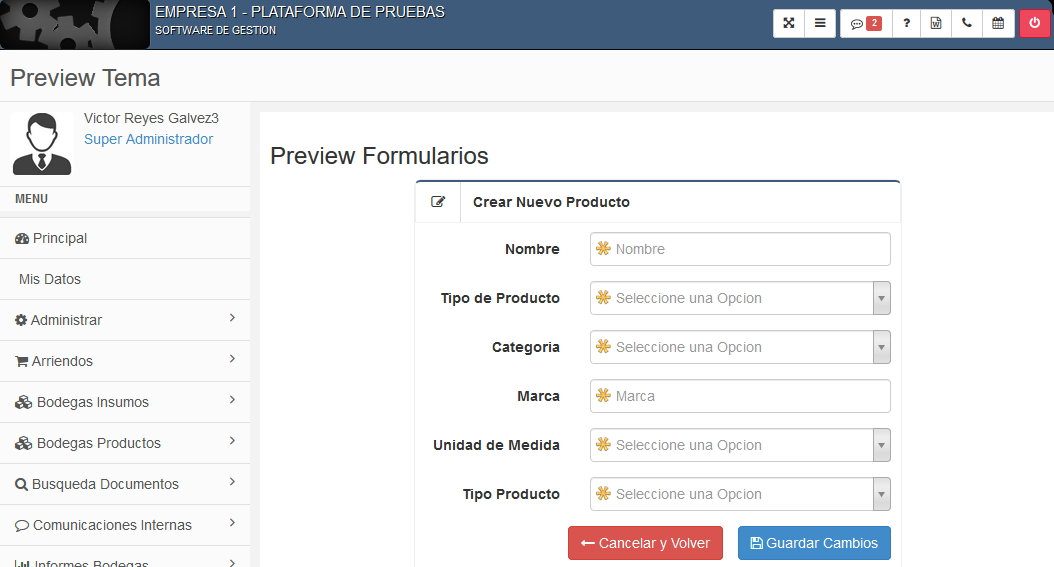 EMPRESA 1 - PLATAFORMA DE PRUEBAS
SOFTWARE DE GESTION
2
?
Preview Tema
Victor Reyes Galvez3
Super Administrador
MENU
Principal
Mis Datos
Administrar
Arriendos
Bodegas Insumos
Bodegas Productos
Busqueda Documentos
Comunicaciones Internas
Informes Bodegas
Preview Formularios
Crear Nuevo Producto
Nombre Nombre
Tipo de Producto Seleccione una Opcion
Categoria Seleccione una Opcion
Marca Marca
Unidad de Medida Seleccione una Opcion
Tipo Producto Seleccione una Opcion
Cancelar y Volver Guardar Cambios